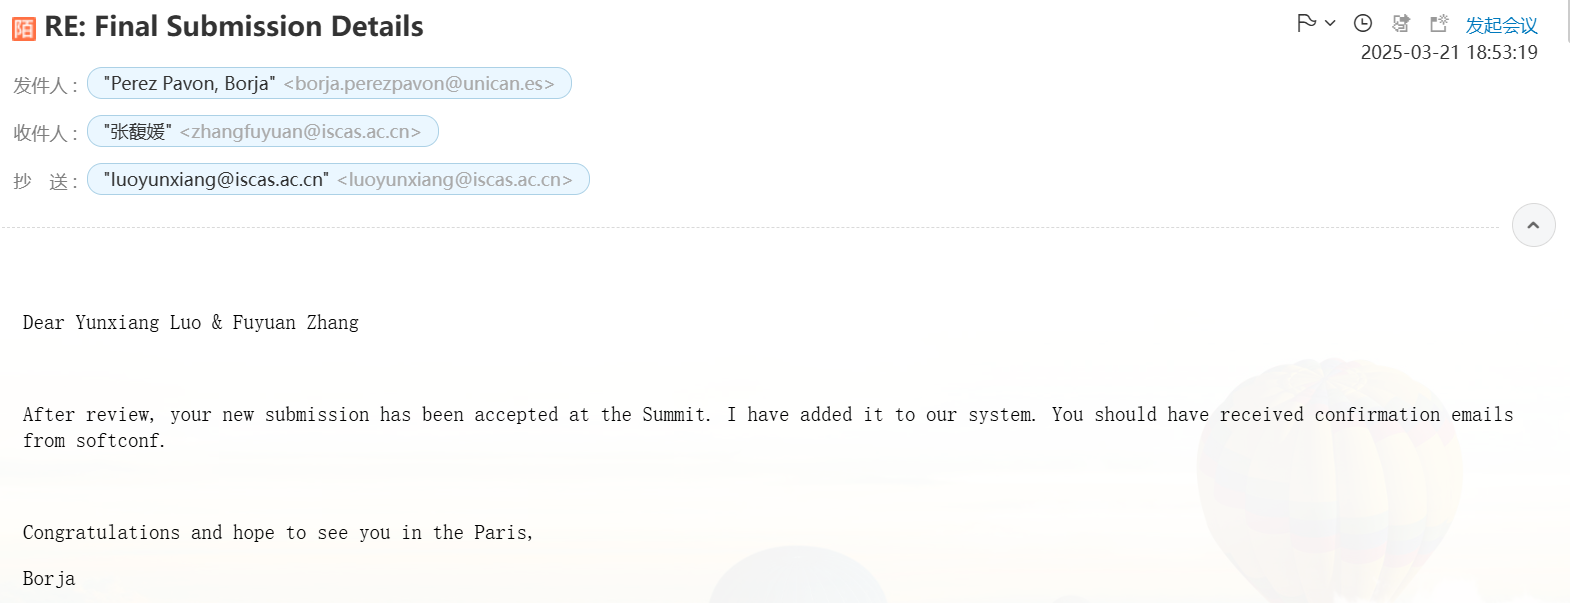 陌 RE: Final Submission Details
发起会议
2025-03-21 18:53:19
发件人: "Perez Pavon, Borja" <borja.perezpavon@unican.es>
收件人: "张馥媛" <zhangfuyuan@iscas.ac.cn>
抄 送: "luoyunxiang@iscas.ac.cn" <luoyunxiang@iscas.ac.cn>
Dear Yunxiang Luo & Fuyuan Zhang
After review, your new submission has been accepted at the Summit. I have added it to our system. You should have received confirmation emails
from softconf.
Congratulations and hope to see you in the Paris,
Borja